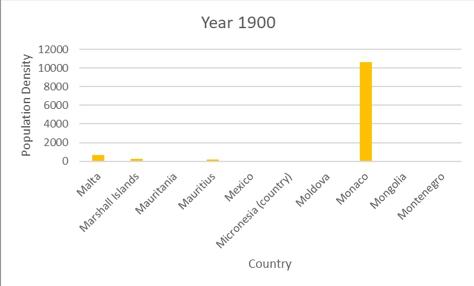 Year 1900
Population Density
12000
10000
8000
6000
4000
2000
0
Malta
Marshall Islands
Mauritania
Mauritius
Mexico
Micronesia (country)
Moldova
Monaco
Mongolia
Montenegro
Country